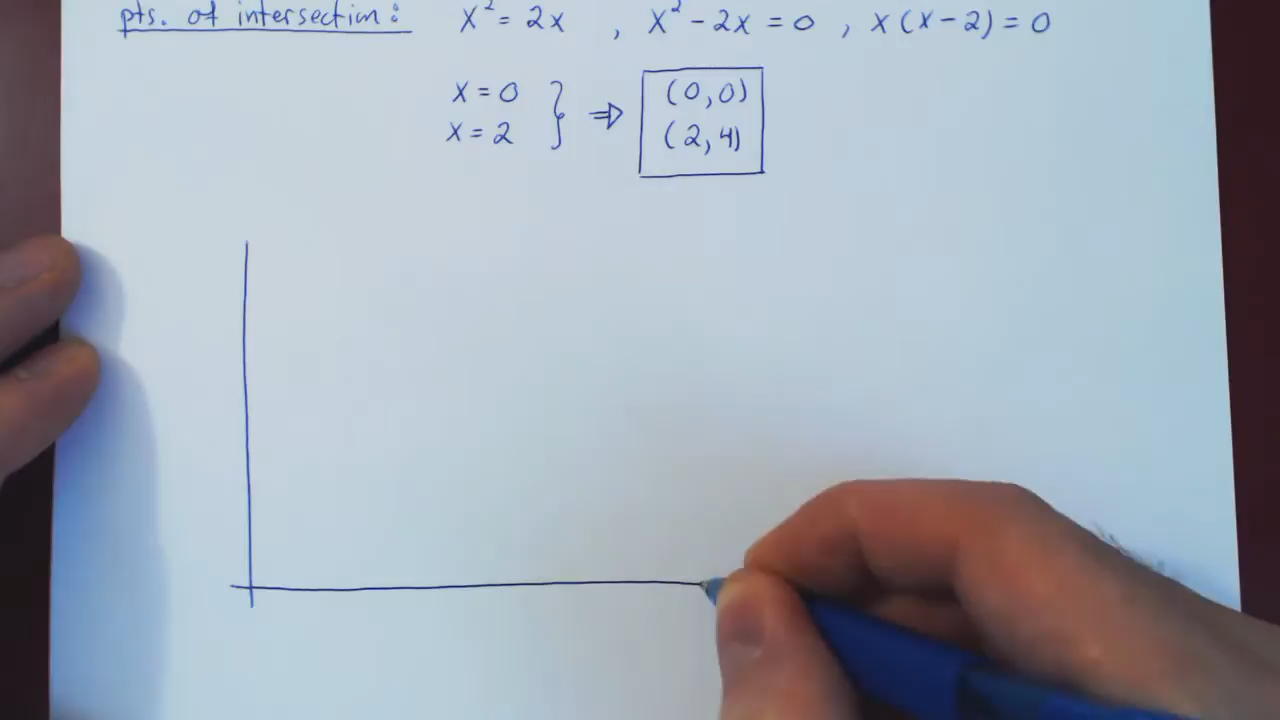 pts. of intersection: x² = 2x , x² - 2x = 0 , x(x-2) = 0
x = 0 } ⇒ (0,0)
x = 2 (2,4)